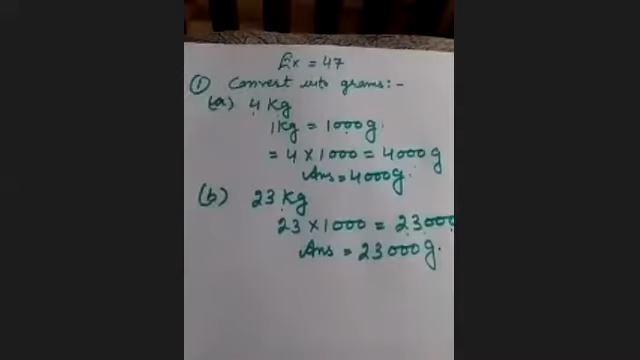 Ex = 47
① Convert into grams:-
(a) 4 Kg
1Kg = 1000g.
= 4 × 1000 = 4000 g
Ans = 4000g.
(b) 23 Kg
23 × 1000 = 23000
Ans = 23000g.